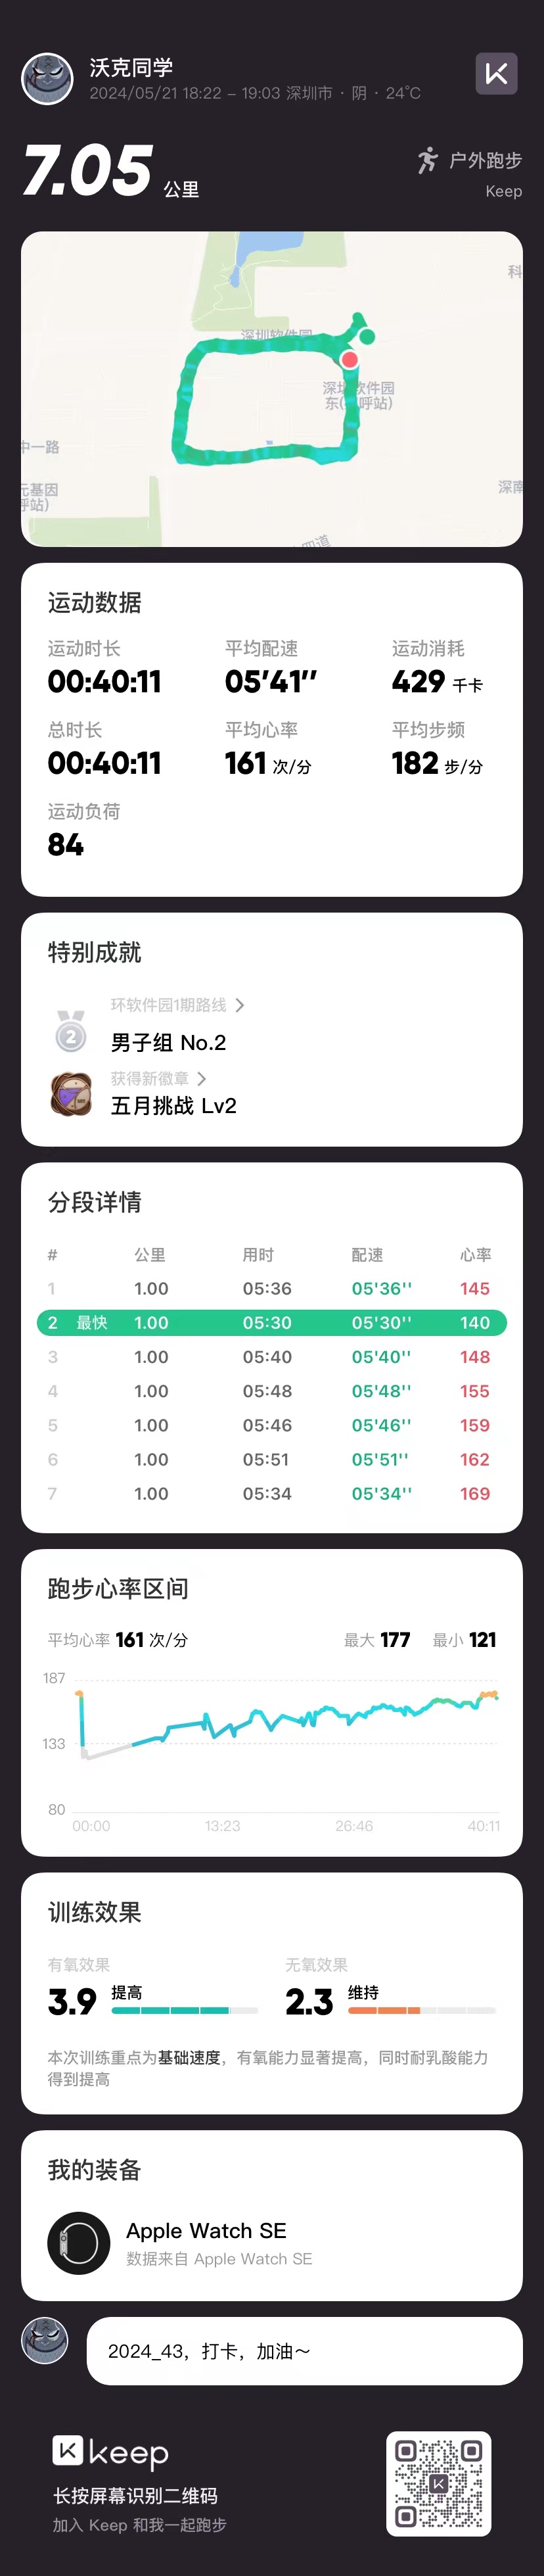 沃克同学
2024/05/21 18:22 – 19:03 深圳市 · 阴 · 24℃
7.05 公里
户外跑步
Keep
科
深圳软件园
深圳软件园
东( 呼站)
中一路
元基因
呼站)
深南
四道
运动数据
运动时长 平均配速 运动消耗
00:40:11 05'41'' 429 千卡
总时长 平均心率 平均步频
00:40:11 161 次/分 182 步/分
运动负荷
84
特别成就
环软件园1期路线 >
2 男子组 No.2
获得新徽章 >
五月挑战 Lv2
分段详情
# 公里 用时 配速 心率
1 1.00 05:36 05'36'' 145
2 最快 1.00 05:30 05'30'' 140
3 1.00 05:40 05'40'' 148
4 1.00 05:48 05'48'' 155
5 1.00 05:46 05'46'' 159
6 1.00 05:51 05'51'' 162
7 1.00 05:34 05'34'' 169
跑步心率区间
平均心率 161 次/分 最大 177 最小 121
187
133
80
00:00 13:23 26:46 40:11
训练效果
有氧效果 无氧效果
3.9 提高 2.3 维持
本次训练重点为基础速度，有氧能力显著提高，同时耐乳酸能力
得到提高
我的装备
Apple Watch SE
数据来自 Apple Watch SE
2024_43，打卡，加油～
keep
长按屏幕识别二维码
加入 Keep 和我一起跑步